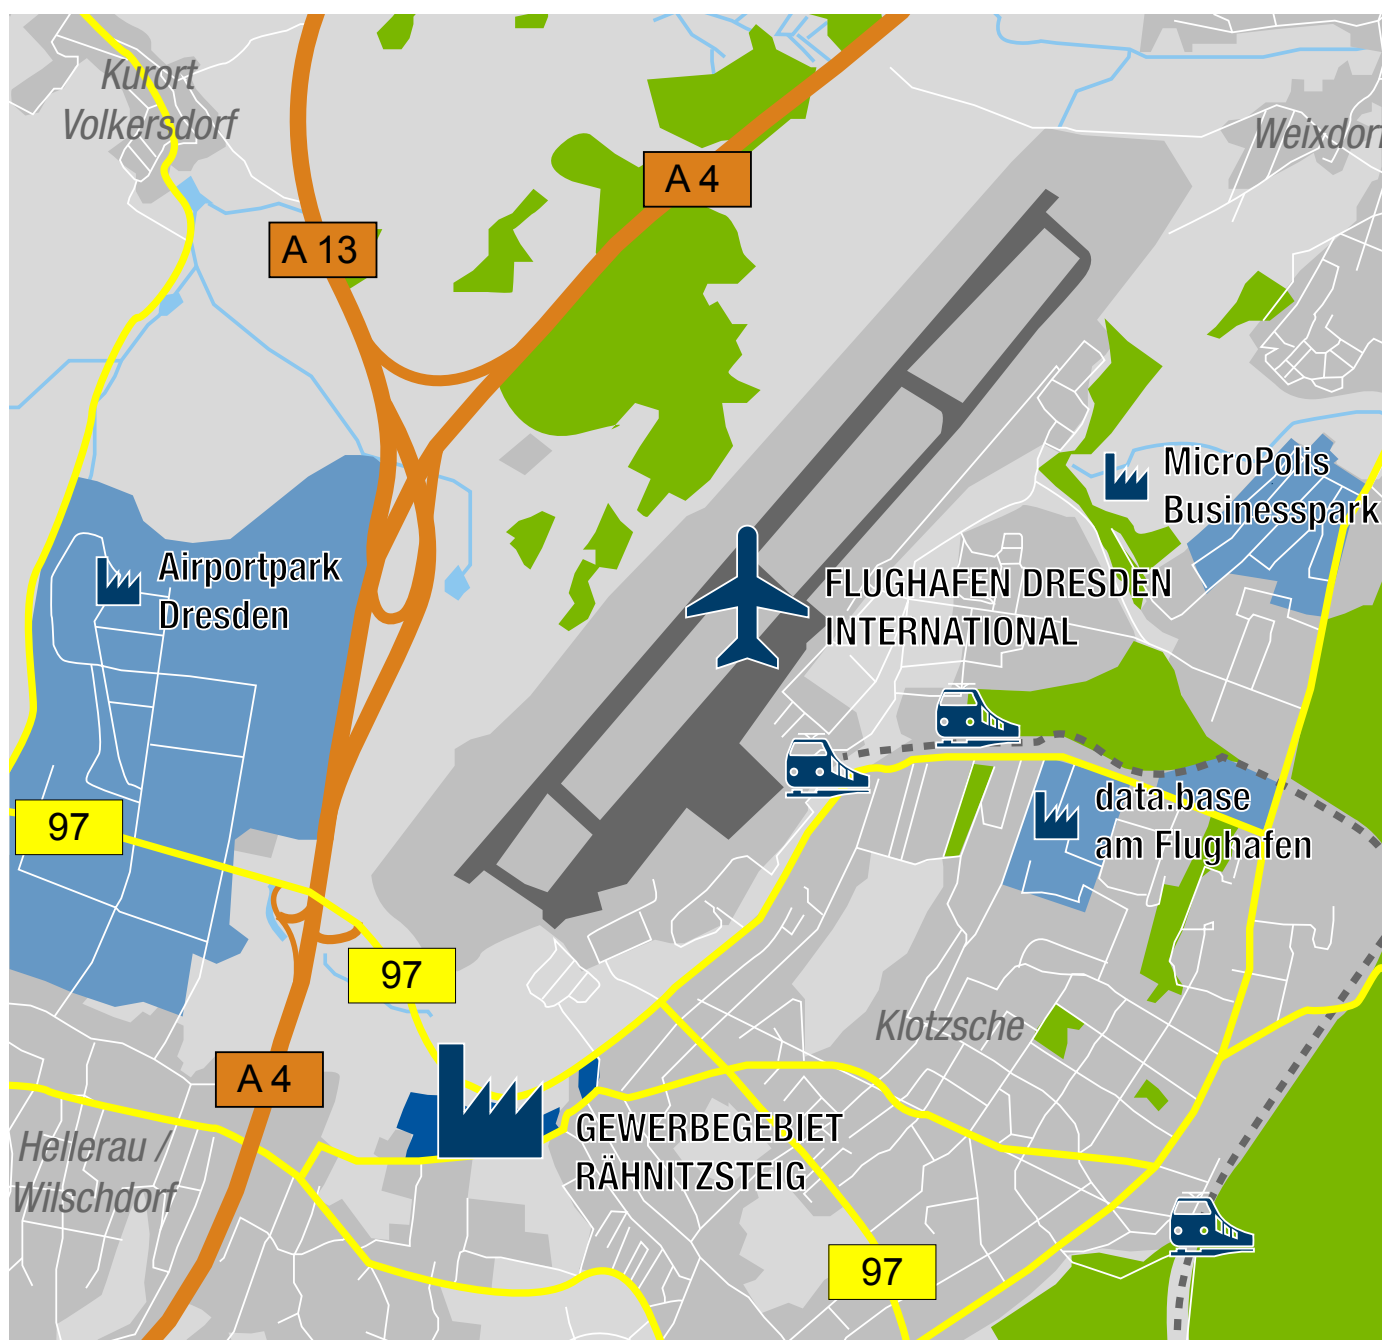 Kurort
Volkersdorf
Weixdorf
A 4
A 13
MicroPolis
Businesspark
Airportpark
Dresden
FLUGHAFEN DRESDEN
INTERNATIONAL
97
data.base
am Flughafen
97
Klotzsche
A 4
GEWERBEGEBIET
RÄHNITZSTEIG
Hellerau /
Wilschdorf
97